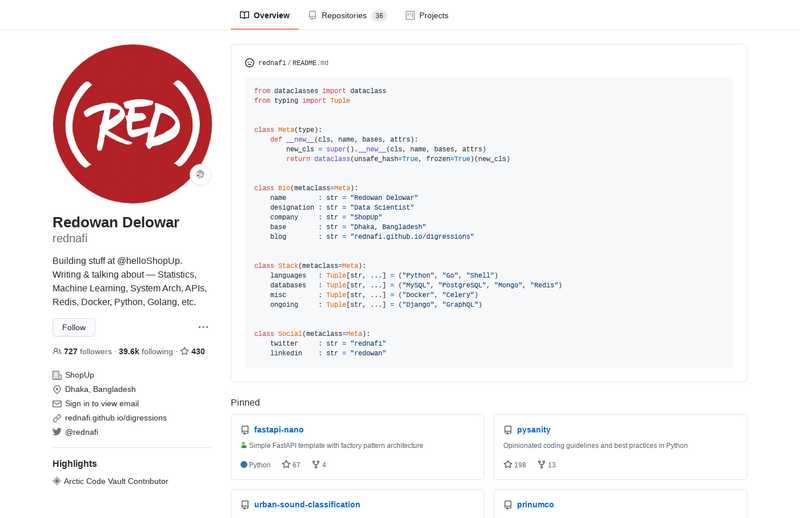 Overview
Repositories 36
Projects
(RED)
Redowan Delowar
rednafi
Building stuff at @helloShopUp.
Writing & talking about — Statistics,
Machine Learning, System Arch, APIs,
Redis, Docker, Python, Golang, etc.
Follow
727 followers · 39.6k following · 430
ShopUp
Dhaka, Bangladesh
Sign in to view email
rednafi.github.io/digressions
@rednafi
Highlights
Arctic Code Vault Contributor
rednafi / README.md
from dataclasses import dataclass
from typing import Tuple
class Meta(type):
    def __new__(cls, name, bases, attrs):
        new_cls = super().__new__(cls, name, bases, attrs)
        return dataclass(unsafe_hash=True, frozen=True)(new_cls)
class Bio(metaclass=Meta):
    name        : str = "Redowan Delowar"
    designation : str = "Data Scientist"
    company     : str = "ShopUp"
    base        : str = "Dhaka, Bangladesh"
    blog        : str = "rednafi.github.io/digressions"
class Stack(metaclass=Meta):
    languages   : Tuple[str, ...] = ("Python", "Go", "Shell")
    databases   : Tuple[str, ...] = ("MySQL", "PostgreSQL", "Mongo", "Redis")
    misc        : Tuple[str, ...] = ("Docker", "Celery")
    ongoing     : Tuple[str, ...] = ("Django", "GraphQL")
class Social(metaclass=Meta):
    twitter     : str = "rednafi"
    linkedin    : str = "redowan"
Pinned
fastapi-nano
Simple FastAPI template with factory pattern architecture
Python 67 4
pysanity
Opinionated coding guidelines and best practices in Python
198 13
urban-sound-classification
prinumco